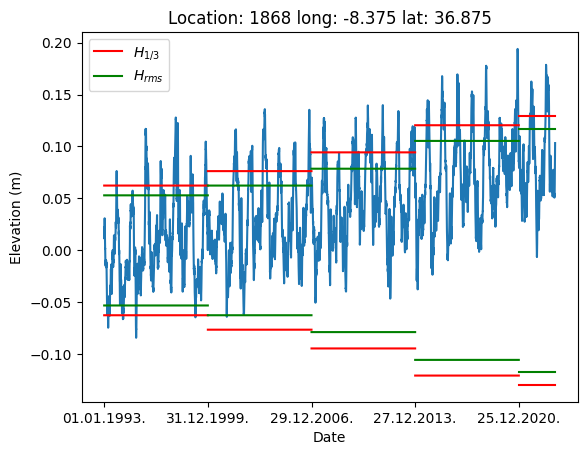 Location: 1868 long: -8.375 lat: 36.875
H1/3
Hrms
0.20
0.15
0.10
0.05
0.00
−0.05
−0.10
Elevation (m)
01.01.1993. 31.12.1999. 29.12.2006. 27.12.2013. 25.12.2020.
Date